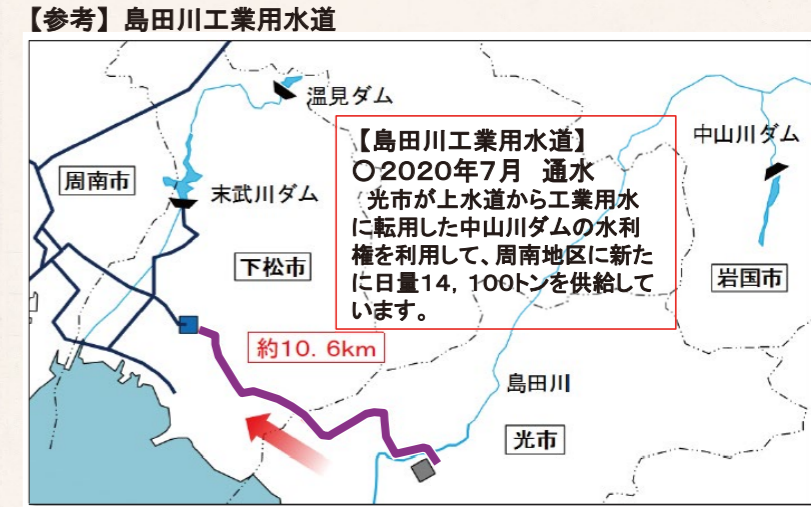 【参考】島田川工業用水道
温見ダム
【島田川工業用水道】
〇2020年7月 通水
光市が上水道から工業用水
に転用した中山川ダムの水利
権を利用して、周南地区に新た
に日量14，100トンを供給して
います。
中山川ダム
周南市
末武川ダム
下松市
岩国市
約10．6km
島田川
光市